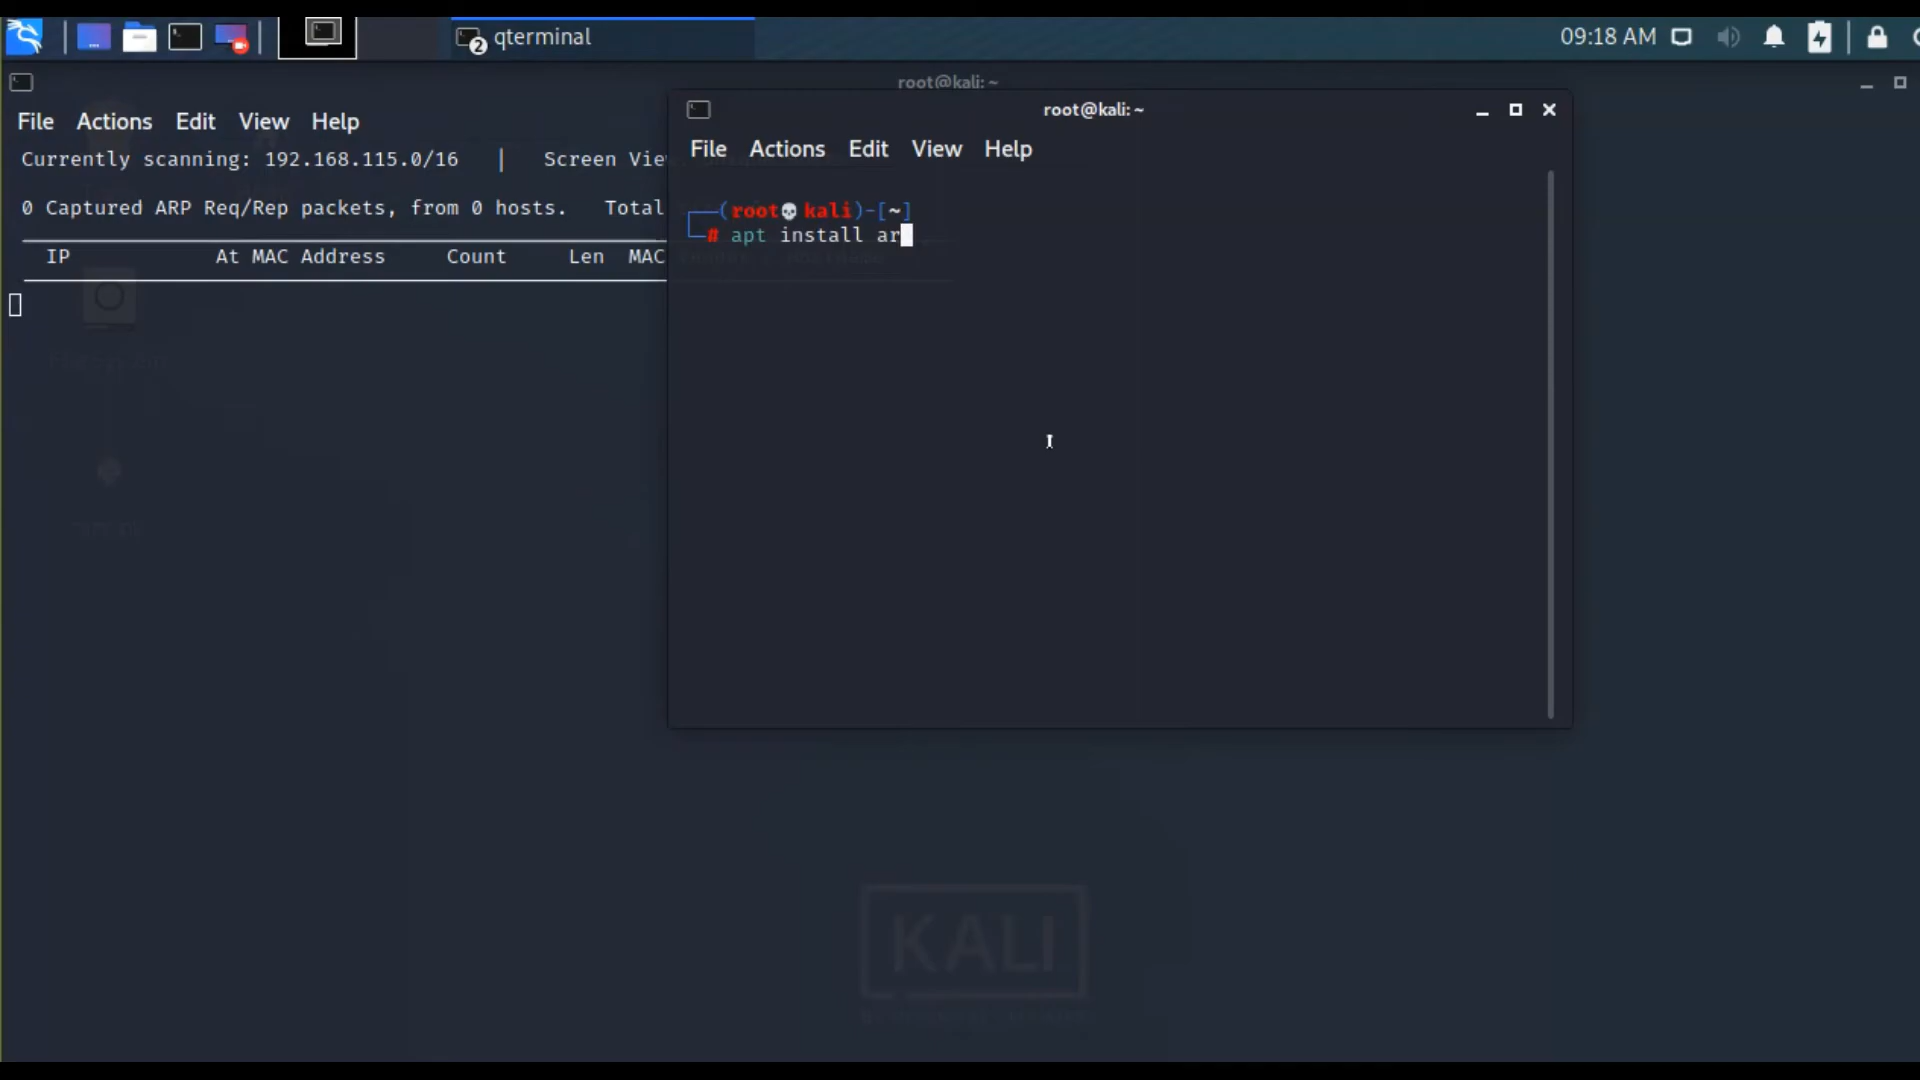 2 qterminal
09:18 AM
root@kali: ~
File Actions Edit View Help
Currently scanning: 192.168.115.0/16 | Screen Vie
0 Captured ARP Req/Rep packets, from 0 hosts. Total
IP At MAC Address Count Len MAC
root@kali: ~
File Actions Edit View Help
┌──(root💀kali)-[~]
└─# apt install ar
KALI